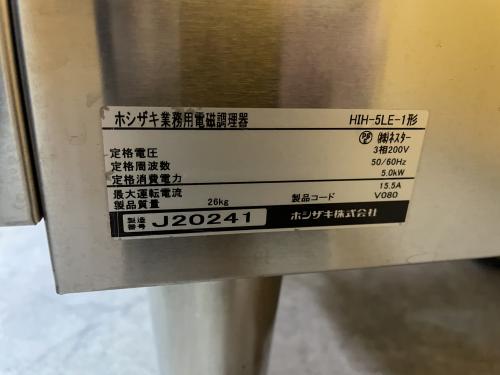 ホシザキ業務用電磁調理器 HIH-5LE-1形
PSE ㈱ネスター
定格電圧 3相200V
定格周波数 50/60Hz
定格消費電力 5.0kW
最大運転電流 15.5A
製品質量 26kg 製品コード V080
製造番号 J20241 ホシザキ株式会社